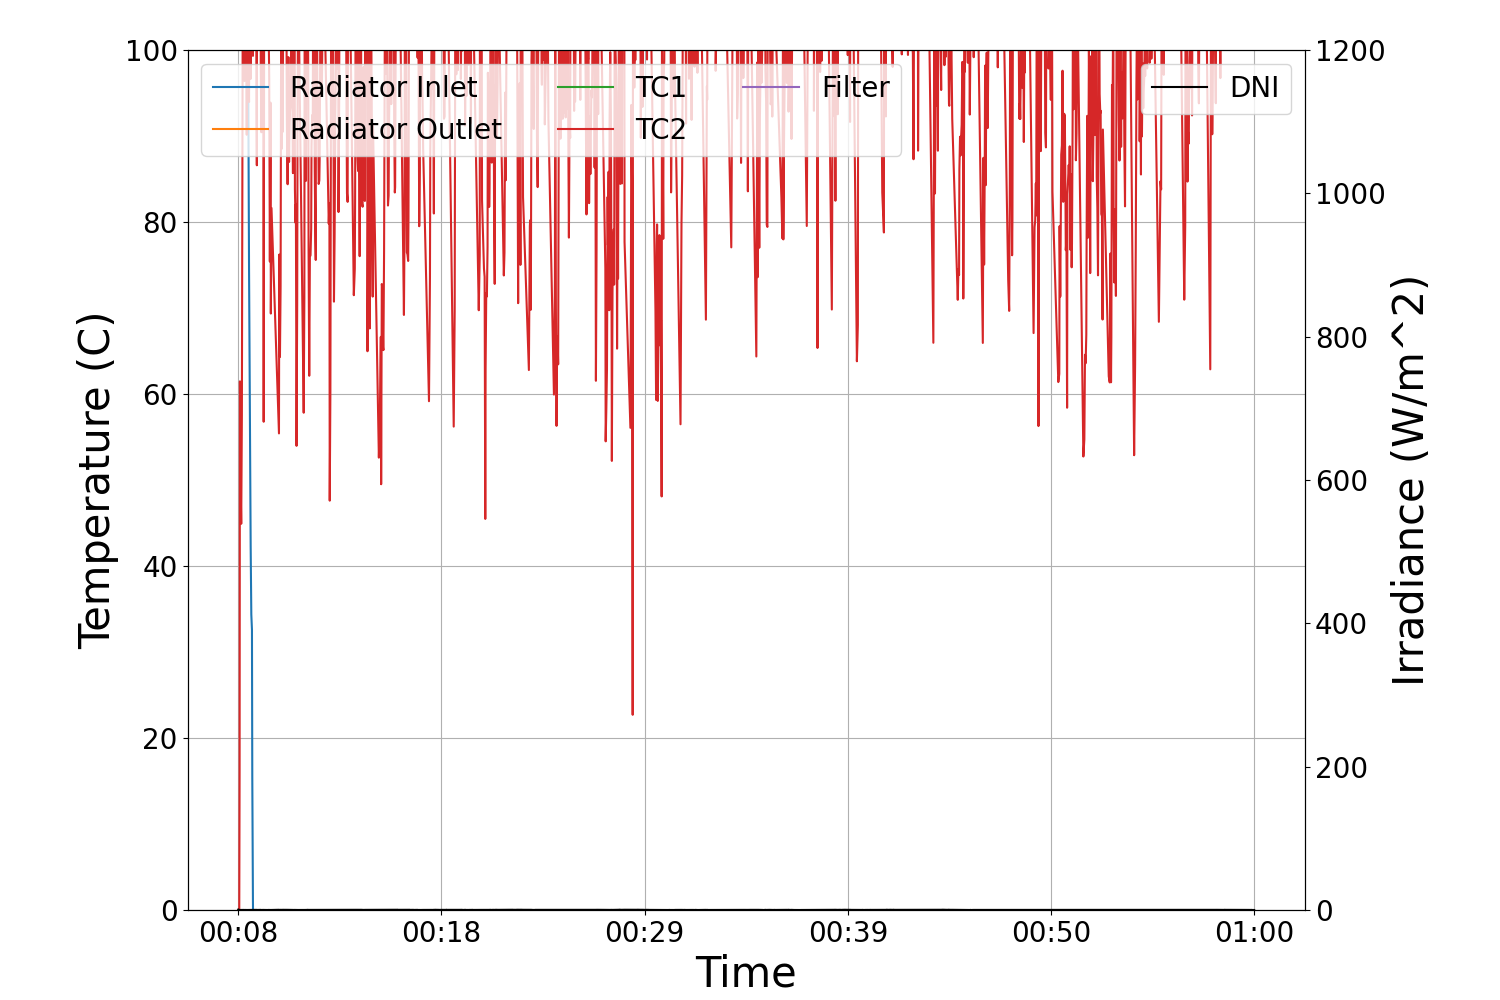 100
80
60
40
20
0
Temperature (C)
Radiator Inlet
Radiator Outlet
TC1
TC2
Filter
DNI
1200
1000
800
600
400
200
0
Irradiance (W/m^2)
00:08 00:18 00:29 00:39 00:50 01:00
Time